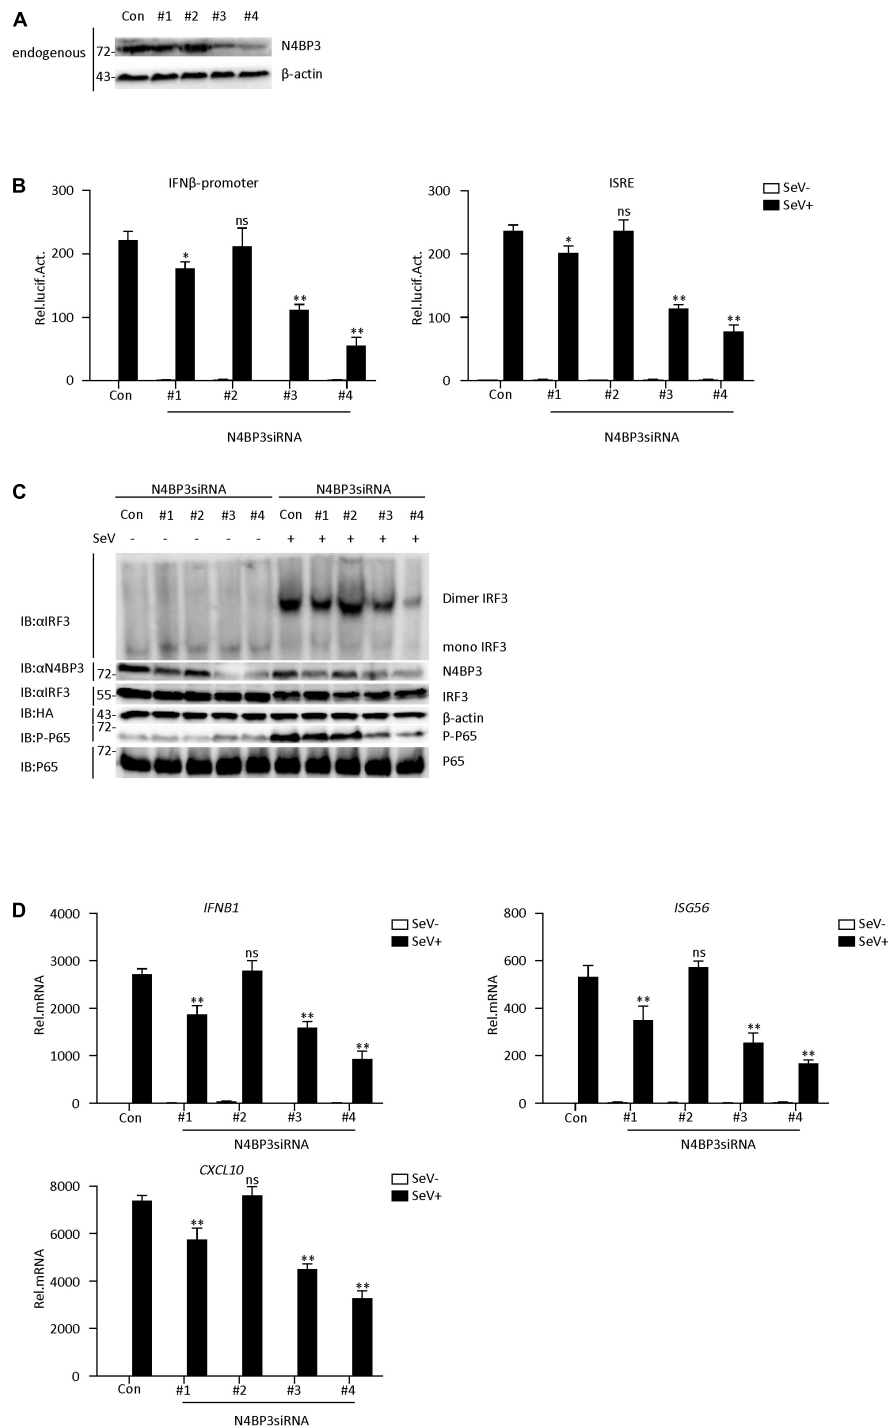 A
Con #1 #2 #3 #4
endogenous
72-
N4BP3
43-
β-actin
B
IFNβ-promoter
Rel.lucif.Act.
300
200
100
0
*
ns
**
**
Con #1 #2 #3 #4
N4BP3siRNA
ISRE
Rel.lucif.Act.
300
200
100
0
*
ns
**
**
Con #1 #2 #3 #4
N4BP3siRNA
SeV-
SeV+
C
N4BP3siRNA N4BP3siRNA
Con #1 #2 #3 #4 Con #1 #2 #3 #4
SeV - - - - - + + + + +
IB:αIRF3
Dimer IRF3
mono IRF3
IB:αN4BP3 72- N4BP3
IB:αIRF3 55- IRF3
IB:HA 43- β-actin
72-
IB:P-P65 P-P65
72-
IB:P65 P65
D
IFNB1
Rel.mRNA
4000
3000
2000
1000
0
**
ns
**
**
Con #1 #2 #3 #4
N4BP3siRNA
SeV-
SeV+
ISG56
Rel.mRNA
800
600
400
200
0
**
ns
**
**
Con #1 #2 #3 #4
N4BP3siRNA
SeV-
SeV+
CXCL10
Rel.mRNA
8000
6000
4000
2000
0
**
ns
**
**
Con #1 #2 #3 #4
N4BP3siRNA
SeV-
SeV+